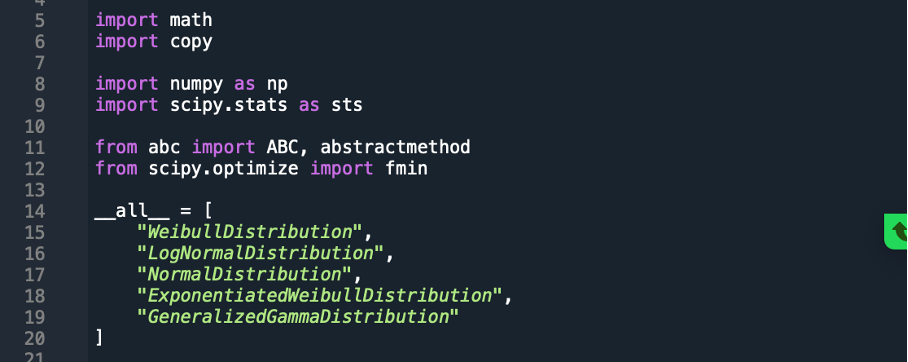 5 import math
6 import copy
7
8 import numpy as np
9 import scipy.stats as sts
10
11 from abc import ABC, abstractmethod
12 from scipy.optimize import fmin
13
14 __all__ = [
15     "WeibullDistribution",
16     "LogNormalDistribution",
17     "NormalDistribution",
18     "ExponentiatedWeibullDistribution",
19     "GeneralizedGammaDistribution"
20 ]
21